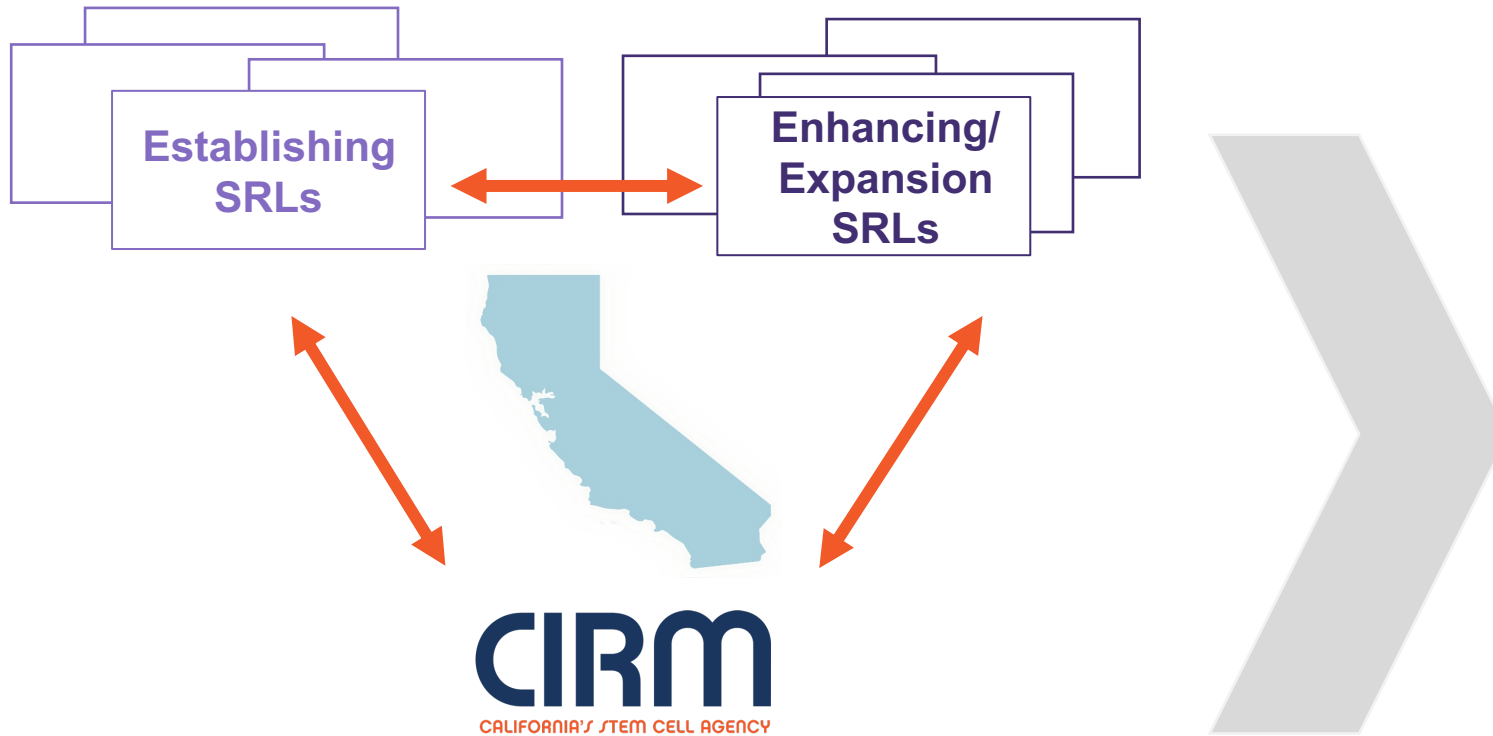 Establishing
SRLs
Enhancing/
Expansion
SRLs
CIRM
CALIFORNIA'S STEM CELL AGENCY